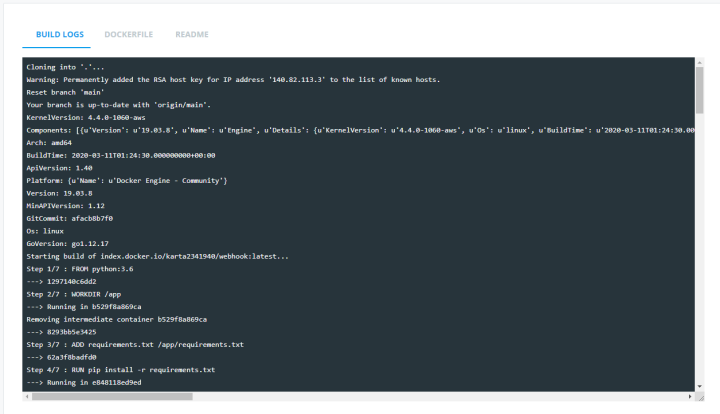 BUILD LOGS
DOCKERFILE
README
Cloning into '.'...
Warning: Permanently added the RSA host key for IP address '140.82.113.3' to the list of known hosts.
Reset branch 'main'
Your branch is up-to-date with 'origin/main'.
KernelVersion: 4.4.0-1060-aws
Components: [{u'Version': u'19.03.8', u'Name': u'Engine', u'Details': {u'KernelVersion': u'4.4.0-1060-aws', u'Os': u'linux', u'BuildTime': u'2020-03-11T01:24:30.00
Arch: amd64
BuildTime: 2020-03-11T01:24:30.000000000+00:00
ApiVersion: 1.40
Platform: {u'Name': u'Docker Engine - Community'}
Version: 19.03.8
MinAPIVersion: 1.12
GitCommit: afacb8b7f0
Os: linux
GoVersion: go1.12.17
Starting build of index.docker.io/karta2341940/webhook:latest...
Step 1/7 : FROM python:3.6
---> 1297140c6dd2
Step 2/7 : WORKDIR /app
---> Running in b529f8a869ca
Removing intermediate container b529f8a869ca
---> 8293bb5e3425
Step 3/7 : ADD requirements.txt /app/requirements.txt
---> 62a3f8badfd0
Step 4/7 : RUN pip install -r requirements.txt
---> Running in e848118ed9ed